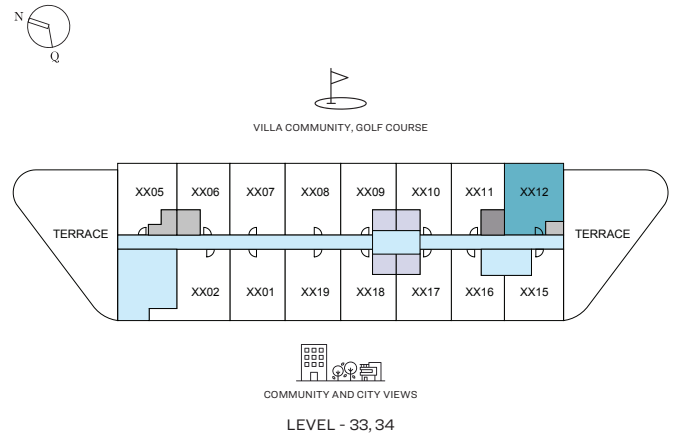 N
Q
VILLA COMMUNITY, GOLF COURSE
XX05 XX06 XX07 XX08 XX09 XX10 XX11 XX12
TERRACE TERRACE
XX02 XX01 XX19 XX18 XX17 XX16 XX15
COMMUNITY AND CITY VIEWS
LEVEL - 33, 34